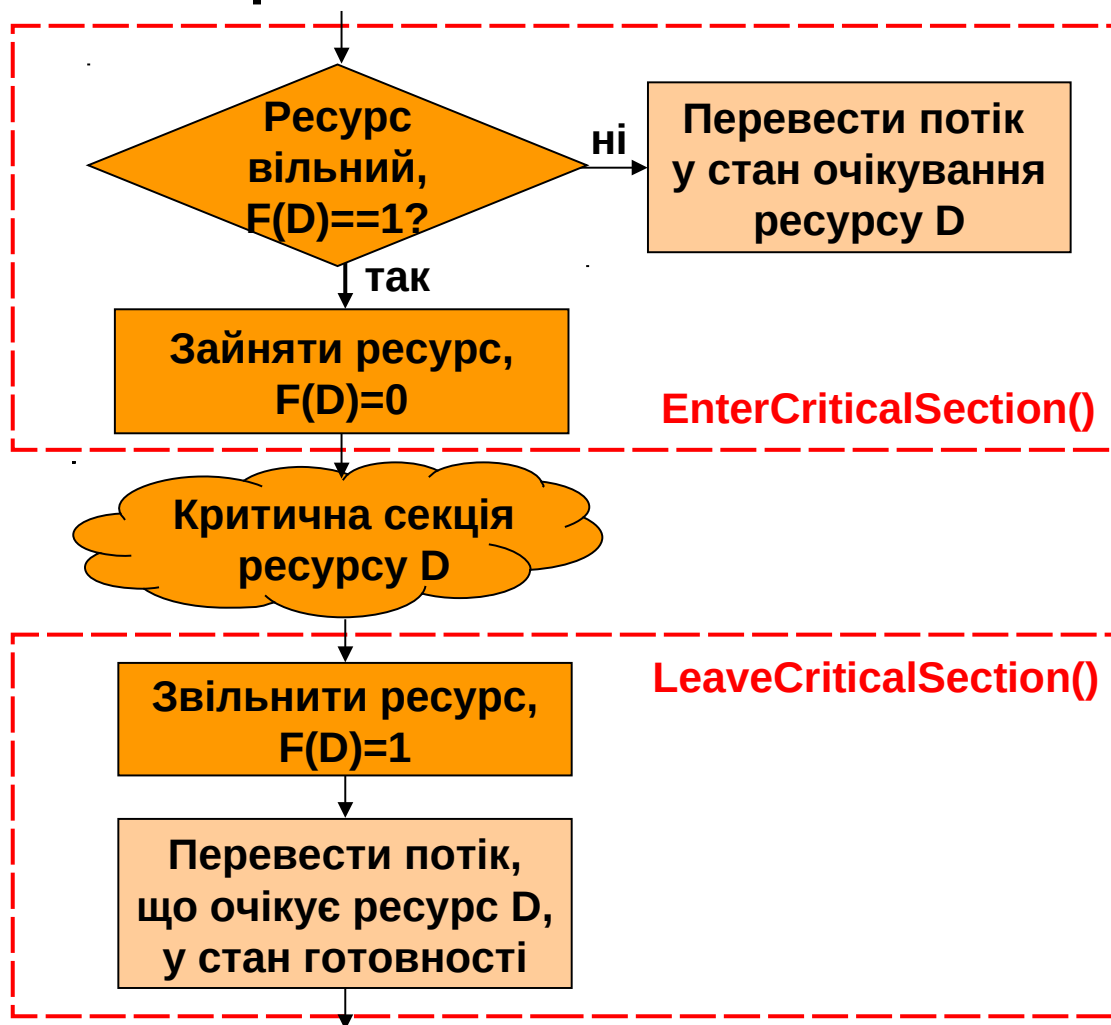 Ресурс
вільний,
F(D)==1?
ні
Перевести потік
у стан очікування
ресурсу D
так
Зайняти ресурс,
F(D)=0
EnterCriticalSection()
Критична секція
ресурсу D
LeaveCriticalSection()
Звільнити ресурс,
F(D)=1
Перевести потік,
що очікує ресурс D,
у стан готовності